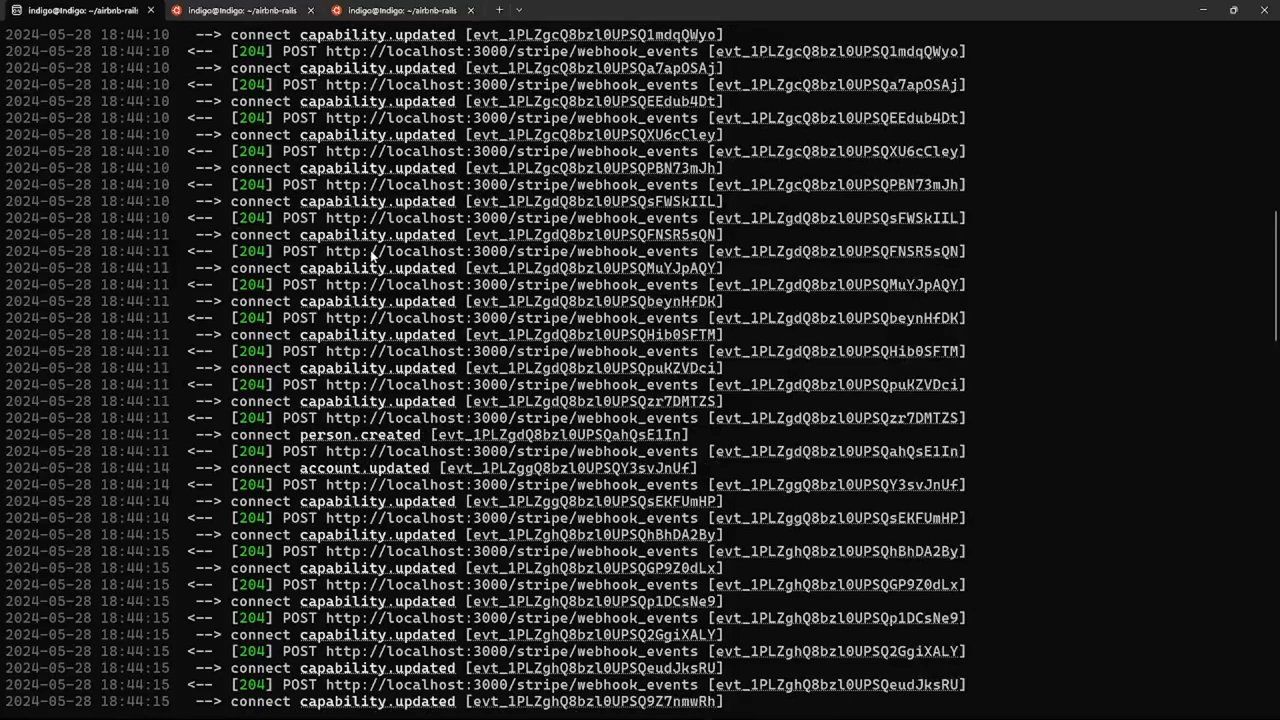 indigo@Indigo: ~/airbnb-rails
indigo@Indigo: ~/airbnb-rails
indigo@Indigo: ~/airbnb-rails
2024-05-28 18:44:10 --> connect capability.updated [evt_1PLZgcQ8bzl0UPSQ1mdqQWyo]
2024-05-28 18:44:10 <-- [204] POST http://localhost:3000/stripe/webhook_events [evt_1PLZgcQ8bzl0UPSQ1mdqQWyo]
2024-05-28 18:44:10 --> connect capability.updated [evt_1PLZgcQ8bzl0UPSQa7apOSAj]
2024-05-28 18:44:10 <-- [204] POST http://localhost:3000/stripe/webhook_events [evt_1PLZgcQ8bzl0UPSQa7apOSAj]
2024-05-28 18:44:10 --> connect capability.updated [evt_1PLZgcQ8bzl0UPSQEEdub4Dt]
2024-05-28 18:44:10 <-- [204] POST http://localhost:3000/stripe/webhook_events [evt_1PLZgcQ8bzl0UPSQEEdub4Dt]
2024-05-28 18:44:10 --> connect capability.updated [evt_1PLZgcQ8bzl0UPSQXU6cCley]
2024-05-28 18:44:10 <-- [204] POST http://localhost:3000/stripe/webhook_events [evt_1PLZgcQ8bzl0UPSQXU6cCley]
2024-05-28 18:44:10 --> connect capability.updated [evt_1PLZgcQ8bzl0UPSQPBN73mJh]
2024-05-28 18:44:10 <-- [204] POST http://localhost:3000/stripe/webhook_events [evt_1PLZgcQ8bzl0UPSQPBN73mJh]
2024-05-28 18:44:10 --> connect capability.updated [evt_1PLZgdQ8bzl0UPSQsFWSkIIL]
2024-05-28 18:44:10 <-- [204] POST http://localhost:3000/stripe/webhook_events [evt_1PLZgdQ8bzl0UPSQsFWSkIIL]
2024-05-28 18:44:11 --> connect capability.updated [evt_1PLZgdQ8bzl0UPSQFNSR5sQN]
2024-05-28 18:44:11 <-- [204] POST http://localhost:3000/stripe/webhook_events [evt_1PLZgdQ8bzl0UPSQFNSR5sQN]
2024-05-28 18:44:11 --> connect capability.updated [evt_1PLZgdQ8bzl0UPSQMuYJpAQY]
2024-05-28 18:44:11 <-- [204] POST http://localhost:3000/stripe/webhook_events [evt_1PLZgdQ8bzl0UPSQMuYJpAQY]
2024-05-28 18:44:11 --> connect capability.updated [evt_1PLZgdQ8bzl0UPSQbeynHfDK]
2024-05-28 18:44:11 <-- [204] POST http://localhost:3000/stripe/webhook_events [evt_1PLZgdQ8bzl0UPSQbeynHfDK]
2024-05-28 18:44:11 --> connect capability.updated [evt_1PLZgdQ8bzl0UPSQHib0SFTM]
2024-05-28 18:44:11 <-- [204] POST http://localhost:3000/stripe/webhook_events [evt_1PLZgdQ8bzl0UPSQHib0SFTM]
2024-05-28 18:44:11 --> connect capability.updated [evt_1PLZgdQ8bzl0UPSQpuKZVDci]
2024-05-28 18:44:11 <-- [204] POST http://localhost:3000/stripe/webhook_events [evt_1PLZgdQ8bzl0UPSQpuKZVDci]
2024-05-28 18:44:11 --> connect capability.updated [evt_1PLZgdQ8bzl0UPSQzr7DMTZS]
2024-05-28 18:44:11 <-- [204] POST http://localhost:3000/stripe/webhook_events [evt_1PLZgdQ8bzl0UPSQzr7DMTZS]
2024-05-28 18:44:11 --> connect person.created [evt_1PLZgdQ8bzl0UPSQahQsE1In]
2024-05-28 18:44:11 <-- [204] POST http://localhost:3000/stripe/webhook_events [evt_1PLZgdQ8bzl0UPSQahQsE1In]
2024-05-28 18:44:14 --> connect account.updated [evt_1PLZggQ8bzl0UPSQY3svJnUf]
2024-05-28 18:44:14 <-- [204] POST http://localhost:3000/stripe/webhook_events [evt_1PLZggQ8bzl0UPSQY3svJnUf]
2024-05-28 18:44:14 --> connect capability.updated [evt_1PLZggQ8bzl0UPSQsEKFUmHP]
2024-05-28 18:44:14 <-- [204] POST http://localhost:3000/stripe/webhook_events [evt_1PLZggQ8bzl0UPSQsEKFUmHP]
2024-05-28 18:44:15 --> connect capability.updated [evt_1PLZghQ8bzl0UPSQhBhDA2By]
2024-05-28 18:44:15 <-- [204] POST http://localhost:3000/stripe/webhook_events [evt_1PLZghQ8bzl0UPSQhBhDA2By]
2024-05-28 18:44:15 --> connect capability.updated [evt_1PLZghQ8bzl0UPSQGP9Z0dLx]
2024-05-28 18:44:15 <-- [204] POST http://localhost:3000/stripe/webhook_events [evt_1PLZghQ8bzl0UPSQGP9Z0dLx]
2024-05-28 18:44:15 --> connect capability.updated [evt_1PLZghQ8bzl0UPSQp1DCsNe9]
2024-05-28 18:44:15 <-- [204] POST http://localhost:3000/stripe/webhook_events [evt_1PLZghQ8bzl0UPSQp1DCsNe9]
2024-05-28 18:44:15 --> connect capability.updated [evt_1PLZghQ8bzl0UPSQ2GgiXALY]
2024-05-28 18:44:15 <-- [204] POST http://localhost:3000/stripe/webhook_events [evt_1PLZghQ8bzl0UPSQ2GgiXALY]
2024-05-28 18:44:15 --> connect capability.updated [evt_1PLZghQ8bzl0UPSQeudJksRU]
2024-05-28 18:44:15 <-- [204] POST http://localhost:3000/stripe/webhook_events [evt_1PLZghQ8bzl0UPSQeudJksRU]
2024-05-28 18:44:15 --> connect capability.updated [evt_1PLZghQ8bzl0UPSQ9Z7nmwRh]